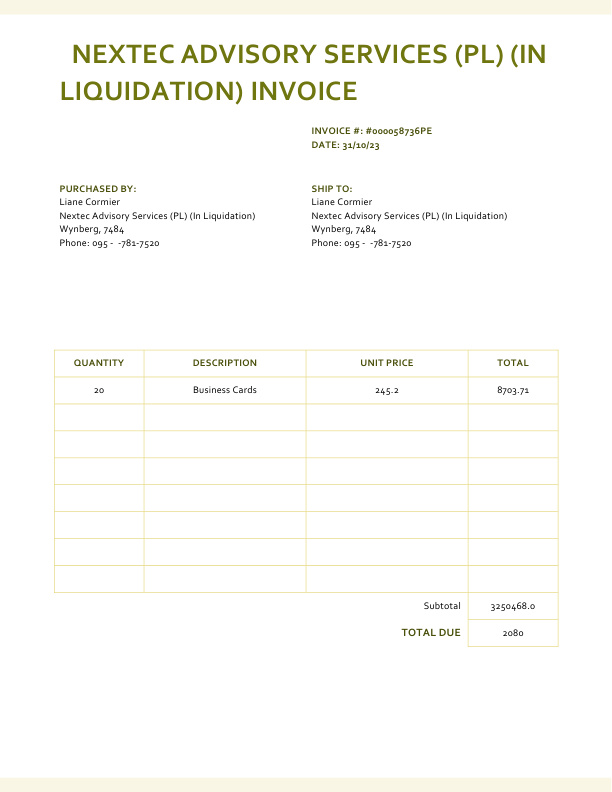 NEXTEC ADVISORY SERVICES (PL) (IN
LIQUIDATION) INVOICE
INVOICE #: #000058736PE
DATE: 31/10/23
PURCHASED BY:
Liane Cormier
Nextec Advisory Services (PL) (In Liquidation)
Wynberg, 7484
Phone: 095 -  -781-7520
SHIP TO:
Liane Cormier
Nextec Advisory Services (PL) (In Liquidation)
Wynberg, 7484
Phone: 095 -  -781-7520
QUANTITY DESCRIPTION UNIT PRICE TOTAL
20 Business Cards 245.2 8703.71
Subtotal 3250468.0
TOTAL DUE 2080